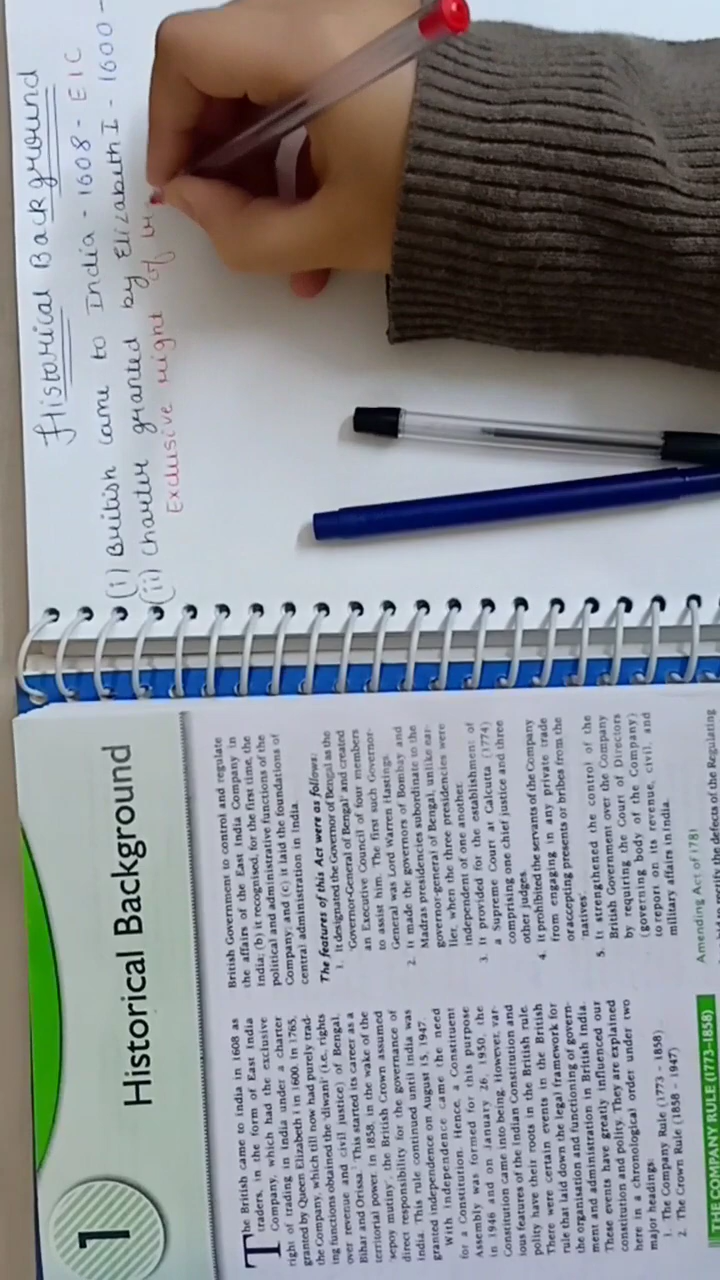 Historical Background
(i) British came to India - 1608 - EIC
(ii) Charter granted by Elizabeth I - 1600 -
Exclusive right of
1
Historical Background
The British came to India in 1608 as
traders, in the form of East India
Company, which had the exclusive
right of trading in India under a charter
granted by Queen Elizabeth I in 1600. In 1765,
the Company, which till now had purely trad-
ing functions obtained the 'diwani' (i.e., rights
over revenue and civil justice) of Bengal,
Bihar and Orissa. This started its career as a
territorial power. In 1858, in the wake of the
'sepoy mutiny', the British Crown assumed
direct responsibility for the governance of
India. This rule continued until India was
granted independence on August 15, 1947.
With independence came the need
for a Constitution. Hence, a Constituent
Assembly was formed for this purpose
in 1946 and on January 26, 1950, the
Constitution came into being. However, var-
ious features of the Indian Constitution and
polity have their roots in the British rule.
There were certain events in the British
rule that laid down the legal framework for
the organisation and functioning of govern-
ment and administration in British India.
These events have greatly influenced our
constitution and polity. They are explained
here in a chronological order under two
major headings:
1. The Company Rule (1773 - 1858)
2. The Crown Rule (1858 - 1947)
THE COMPANY RULE (1773–1858)
British Government to control and regulate
the affairs of the East India Company in
India; (b) it recognised, for the first time, the
political and administrative functions of the
Company; and (c) it laid the foundations of
central administration in India.
The features of this Act were as follows:
1. It designated the Governor of Bengal as the
'Governor-General of Bengal' and created
an Executive Council of four members
to assist him. The first such Governor-
General was Lord Warren Hastings.
2. It made the governors of Bombay and
Madras presidencies subordinate to the
governor-general of Bengal, unlike ear-
lier, when the three presidencies were
independent of one another.
3. It provided for the establishment of
a Supreme Court at Calcutta (1774)
comprising one chief justice and three
other judges.
4. It prohibited the servants of the Company
from engaging in any private trade
or accepting presents or bribes from the
'natives'.
5. It strengthened the control of the
British Government over the Company
by requiring the Court of Directors
(governing body of the Company)
to report on its revenue, civil, and
military affairs in India.
Amending Act of 1781
rectify the defects of the Regulating